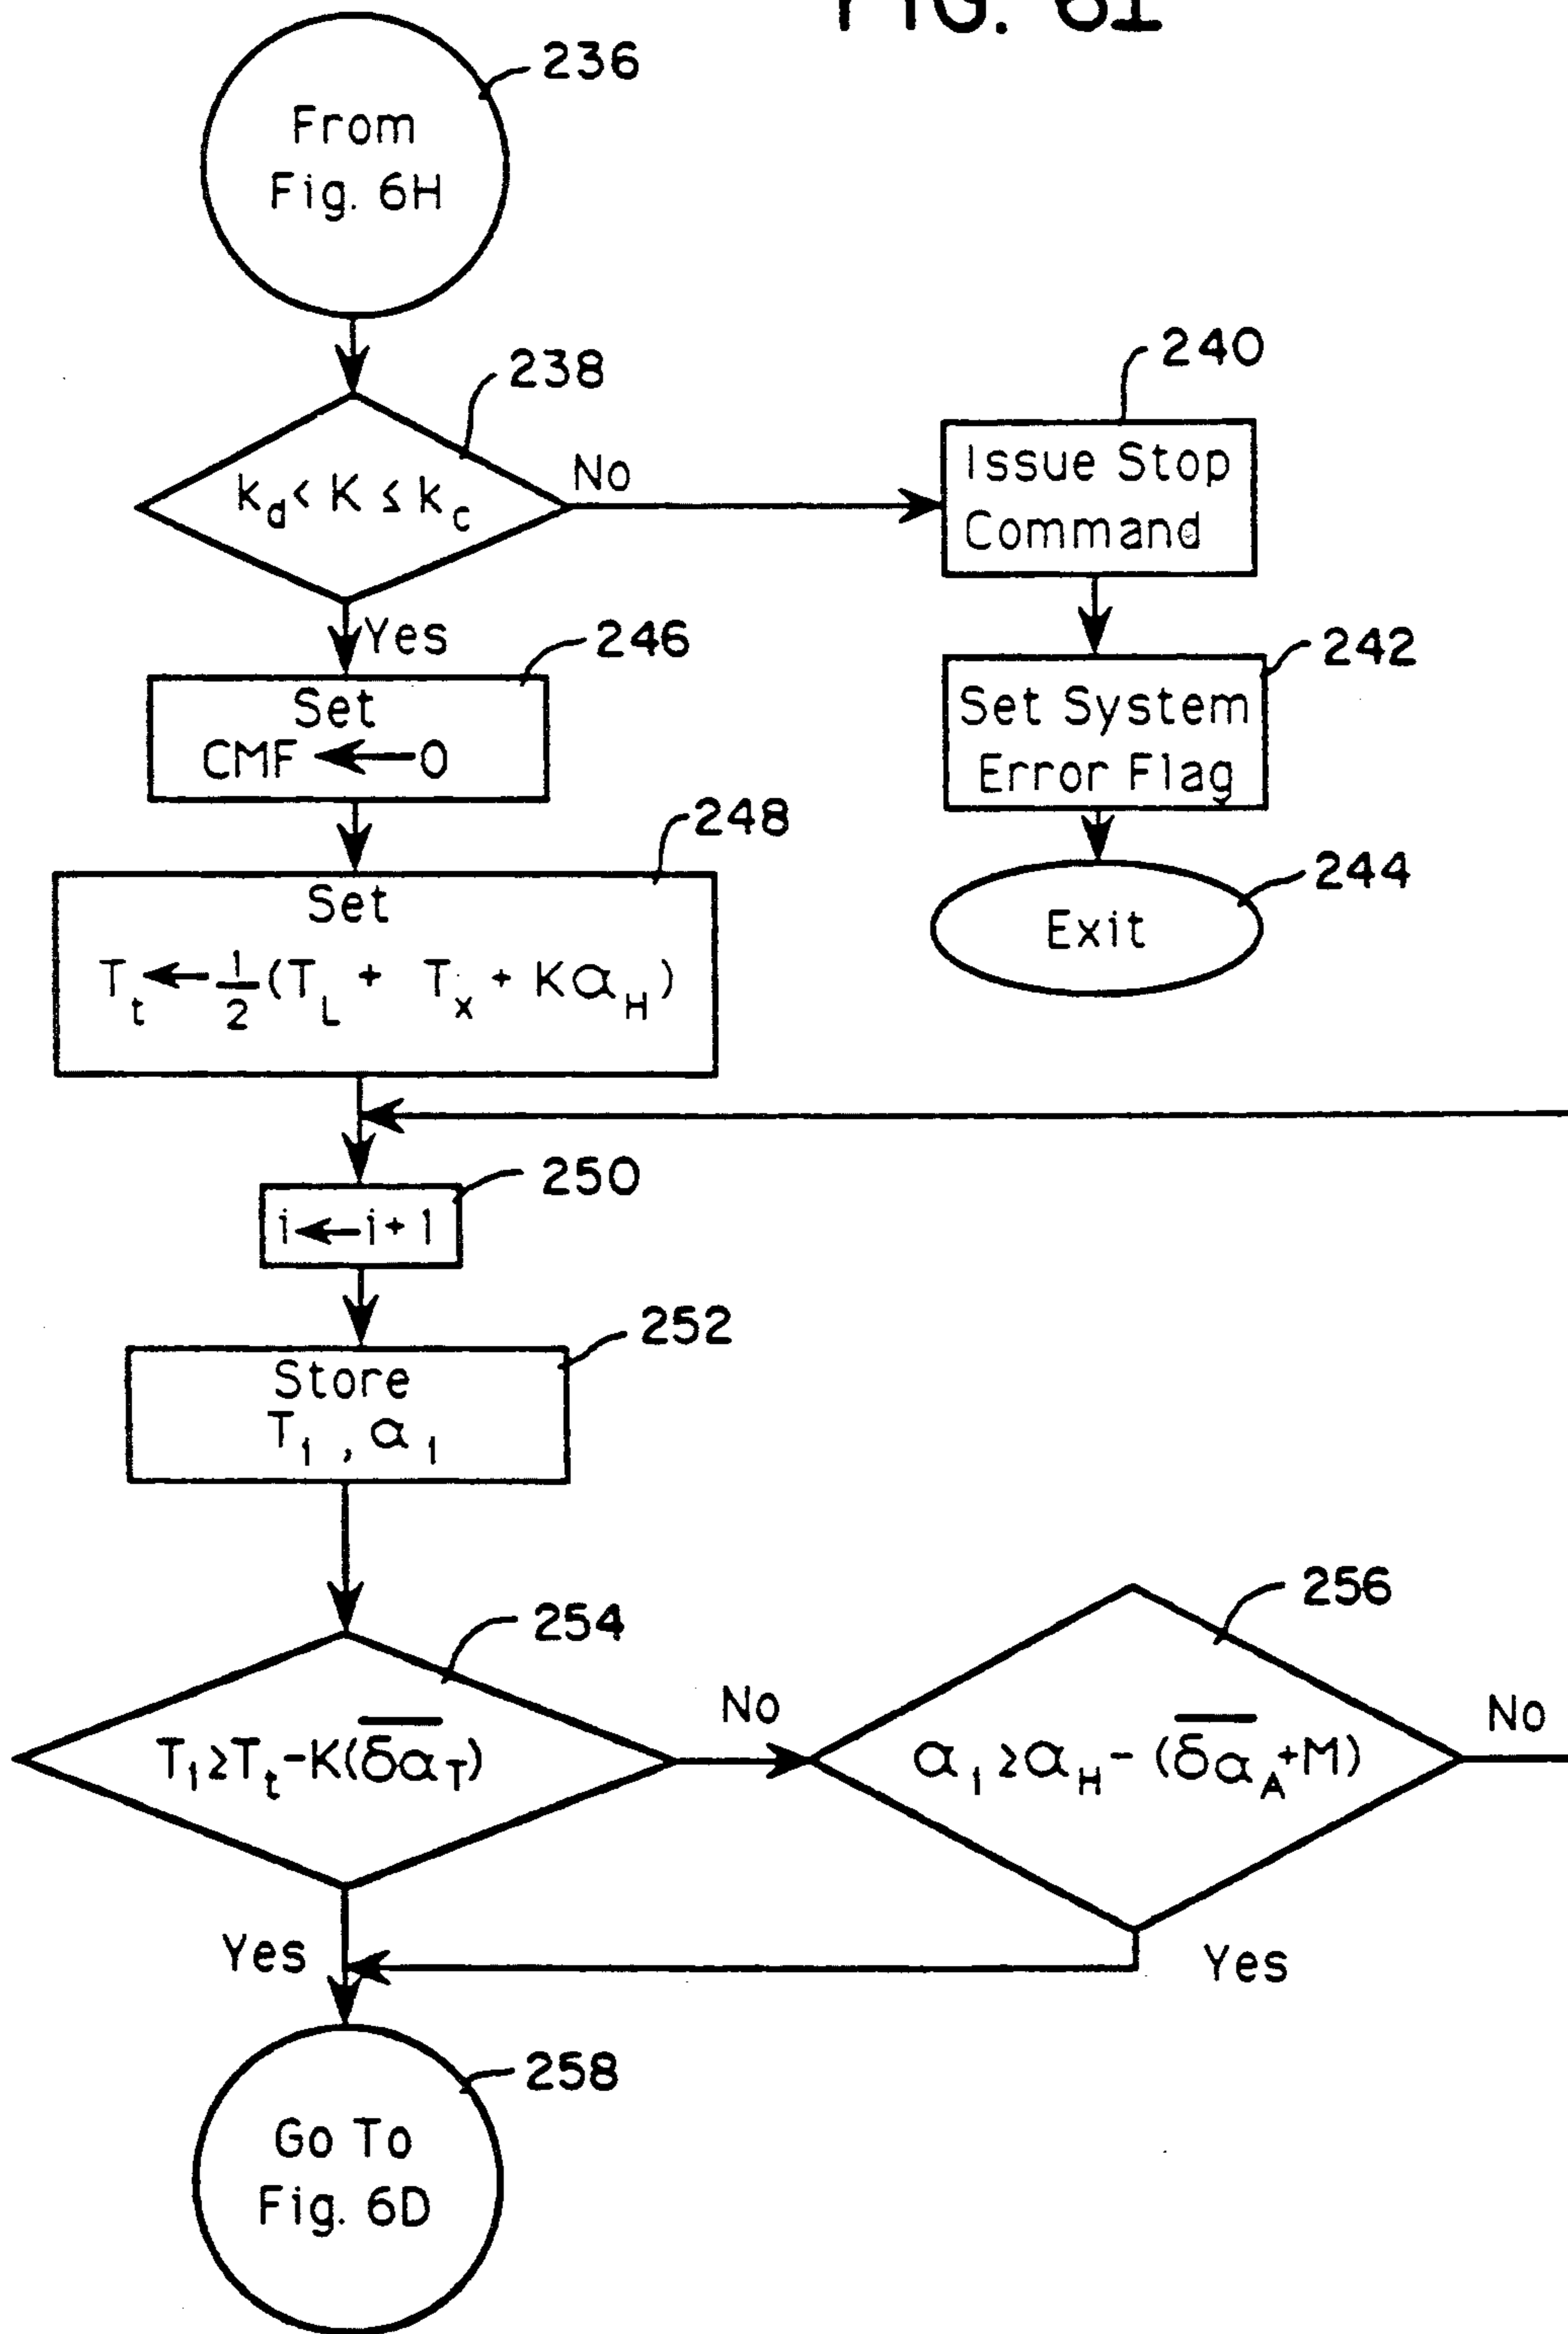 FIG. 6I
236
From
Fig. 6H
238
k_d < K ≤ k_c
No
240
Issue Stop
Command
Yes
246
Set
CMF ← 0
242
Set System
Error Flag
248
Set
T_t ← 1/2 (T_L + T_x + Kα_H)
244
Exit
250
i ← i + 1
252
Store
T_i , α_i
254
T_i ≥ T_t - K(δα_T)
No
256
α_i ≥ α_H - (δα_A + M)
No
Yes
Yes
258
Go To
Fig. 6D